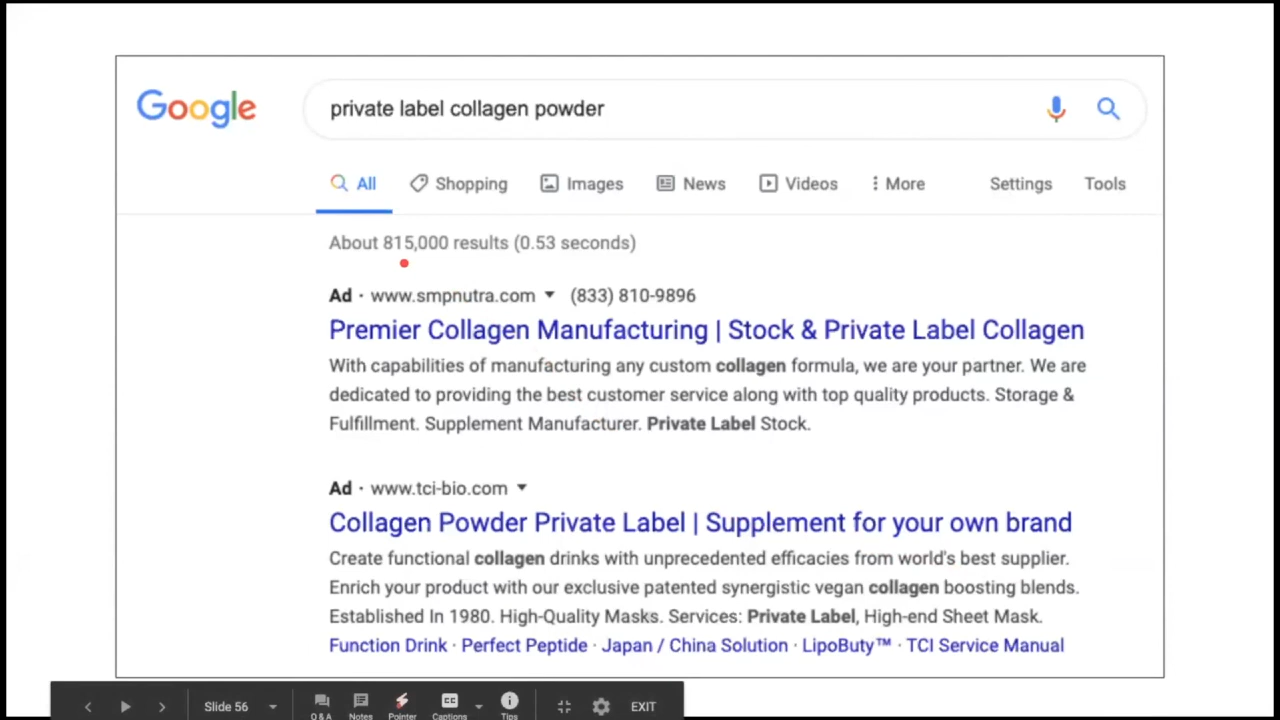 Google private label collagen powder
All Shopping Images News Videos More Settings Tools
About 815,000 results (0.53 seconds)
Ad · www.smpnutra.com (833) 810-9896
Premier Collagen Manufacturing | Stock & Private Label Collagen
With capabilities of manufacturing any custom collagen formula, we are your partner. We are
dedicated to providing the best customer service along with top quality products. Storage &
Fulfillment. Supplement Manufacturer. Private Label Stock.
Ad · www.tci-bio.com
Collagen Powder Private Label | Supplement for your own brand
Create functional collagen drinks with unprecedented efficacies from world's best supplier.
Enrich your product with our exclusive patented synergistic vegan collagen boosting blends.
Established In 1980. High-Quality Masks. Services: Private Label, High-end Sheet Mask.
Function Drink · Perfect Peptide · Japan / China Solution · LipoButy™ · TCI Service Manual
Slide 56 Q & A Notes Pointer Captions Tips EXIT